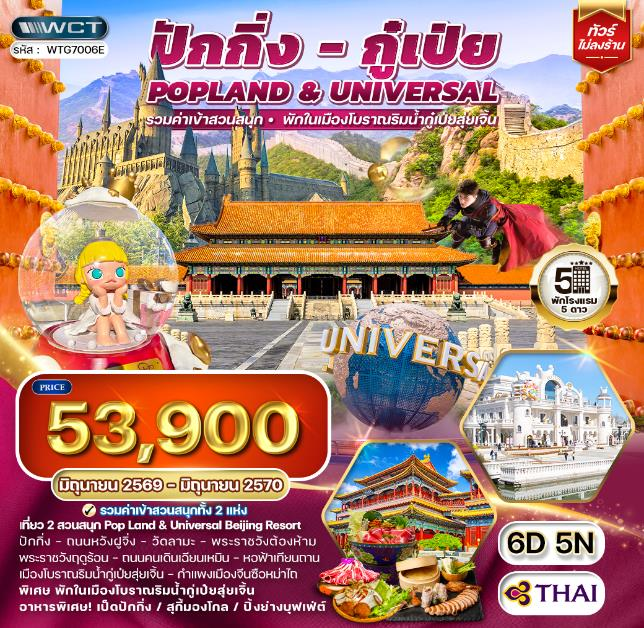 WCT
รหัส : WTG7006E
ปักกิ่ง - กู๋เป่ย
POPLAND & UNIVERSAL
รวมค่าเข้าสวนสนุก • พักในเมืองโบราณริมน้ำกู๋เป่ยสุ่ยเจิ้น
ทัวร์
ไม่ลงร้าน
5
พักโรงแรม
5 ดาว
UNIVERSAL
PRICE
53,900
มิถุนายน 2569 - มิถุนายน 2570
รวมค่าเข้าสวนสนุกทั้ง 2 แห่ง
เที่ยว 2 สวนสนุก Pop Land & Universal Beijing Resort
ปักกิ่ง - ถนนหวังฝูจิ่ง - วัดลามะ - พระราชวังต้องห้าม
พระราชวังฤดูร้อน - ถนนคนเดินเฉียนเหมิน - หอฟ้าเทียนถาน
เมืองโบราณริมน้ำกู๋เป่ยสุ่ยเจิ้น - กำแพงเมืองจีนซือหม่าไถ
พิเศษ พักในเมืองโบราณริมน้ำกู๋เป่ยสุ่ยเจิ้น
อาหารพิเศษ! เป็ดปักกิ่ง / สุกี้มองโกล / ปิ้งย่างบุฟเฟ่ต์
6D 5N
THAI